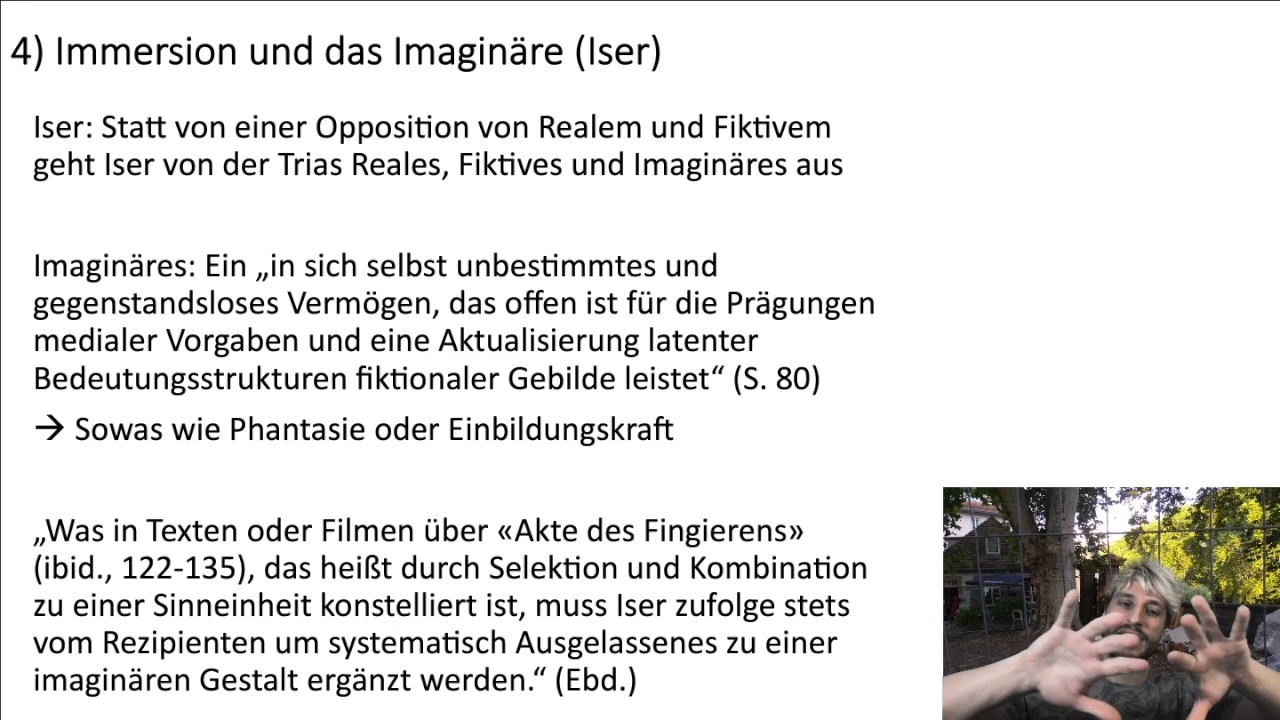 4) Immersion und das Imaginäre (Iser)
Iser: Statt von einer Opposition von Realem und Fiktivem
geht Iser von der Trias Reales, Fiktives und Imaginäres aus
Imaginäres: Ein „in sich selbst unbestimmtes und
gegenstandsloses Vermögen, das offen ist für die Prägungen
medialer Vorgaben und eine Aktualisierung latenter
Bedeutungsstrukturen fiktionaler Gebilde leistet“ (S. 80)
→ Sowas wie Phantasie oder Einbildungskraft
„Was in Texten oder Filmen über «Akte des Fingierens»
(ibid., 122-135), das heißt durch Selektion und Kombination
zu einer Sinneinheit konstelliert ist, muss Iser zufolge stets
vom Rezipienten um systematisch Ausgelassenes zu einer
imaginären Gestalt ergänzt werden.“ (Ebd.)